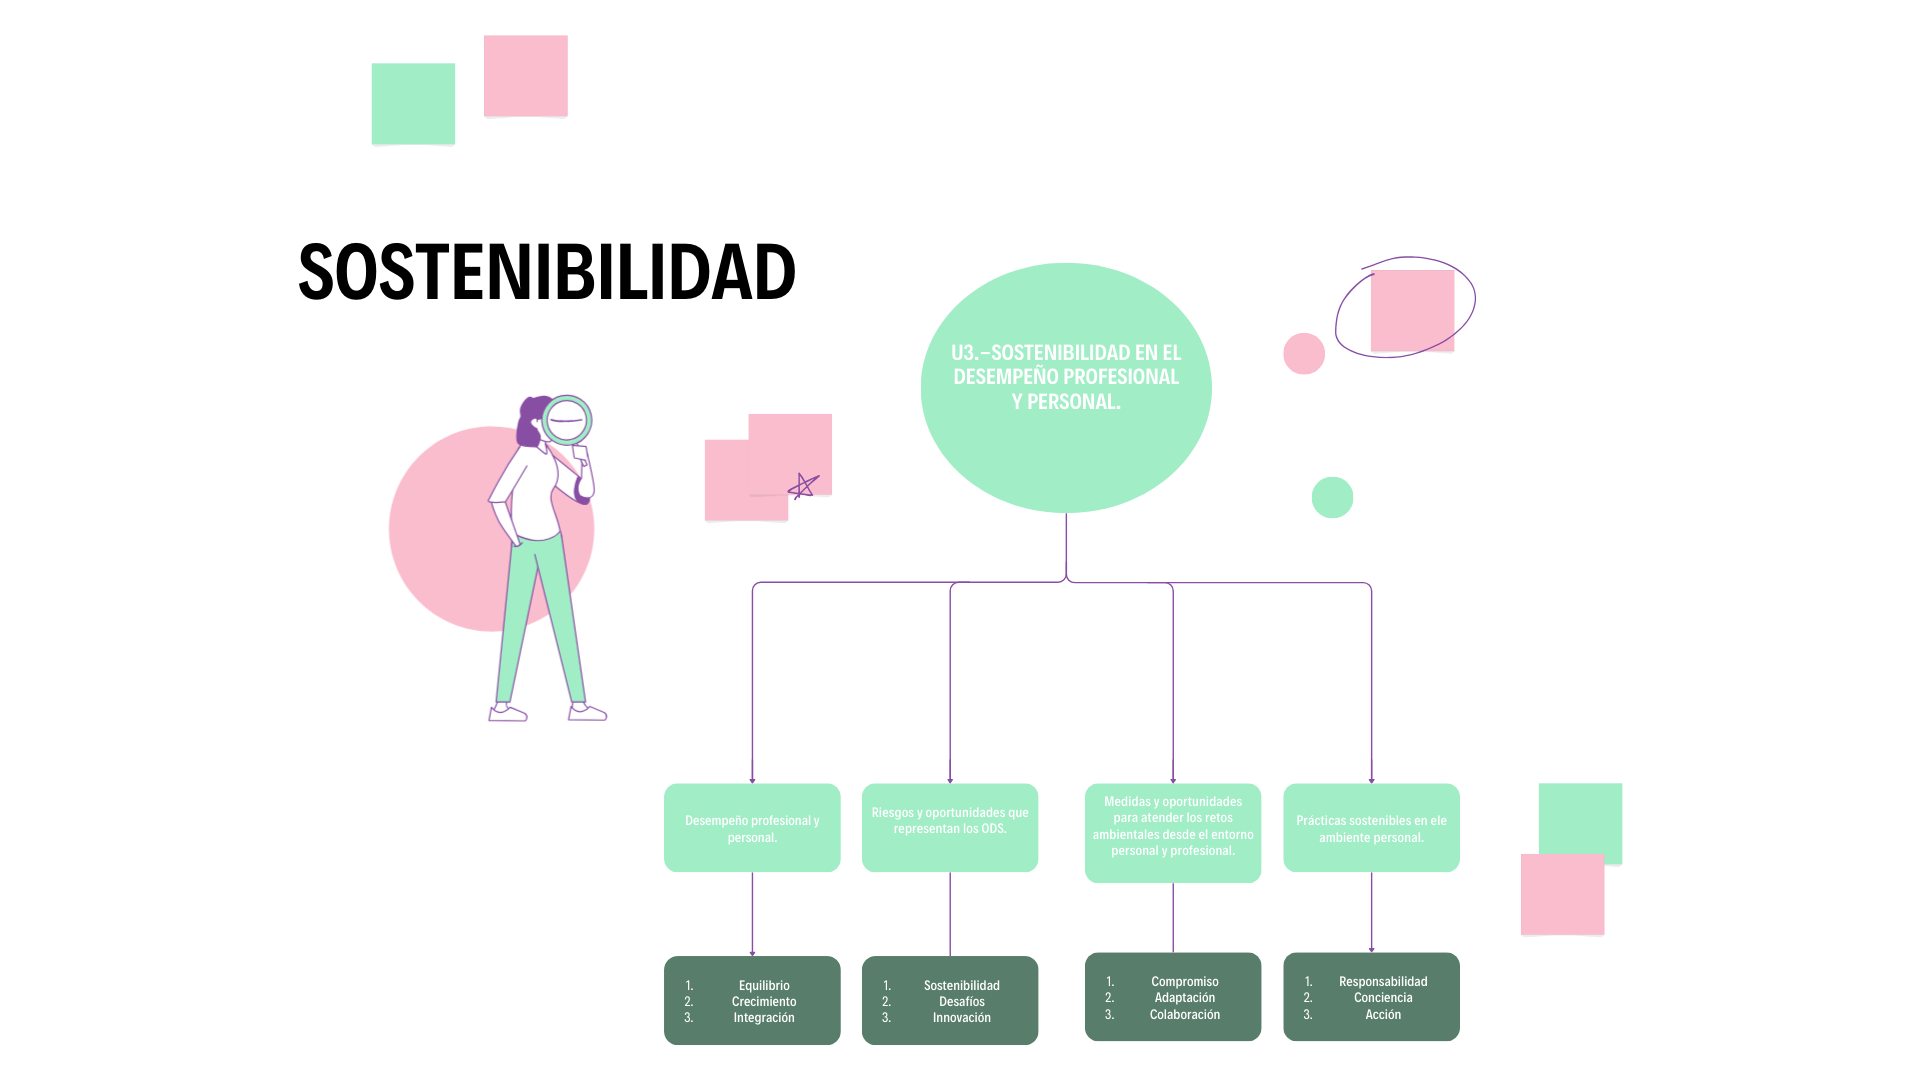 SOSTENIBILIDAD
U3.–SOSTENIBILIDAD EN EL
DESEMPEÑO PROFESIONAL
Y PERSONAL.
Desempeño profesional y
personal.
Riesgos y oportunidades que
representan los ODS.
Medidas y oportunidades
para atender los retos
ambientales desde el entorno
personal y profesional.
Prácticas sostenibles en ele
ambiente personal.
1. Equilibrio
2. Crecimiento
3. Integración
1. Sostenibilidad
2. Desafíos
3. Innovación
1. Compromiso
2. Adaptación
3. Colaboración
1. Responsabilidad
2. Conciencia
3. Acción